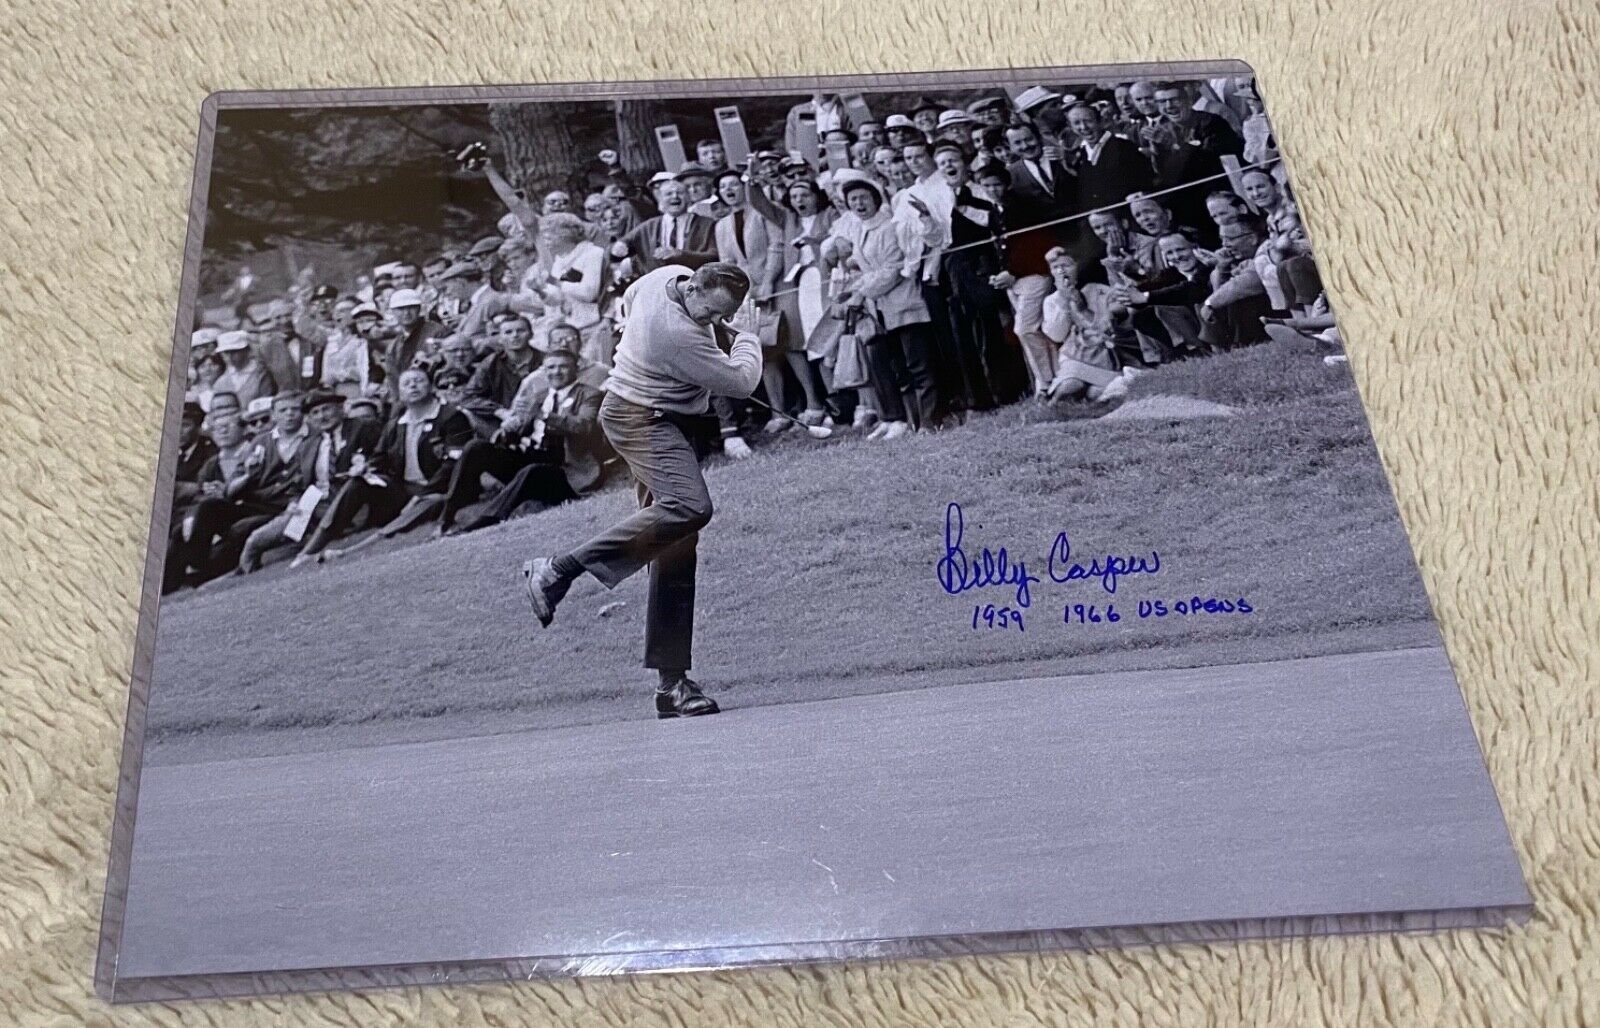 Billy Casper
1959 1966 US OPENS